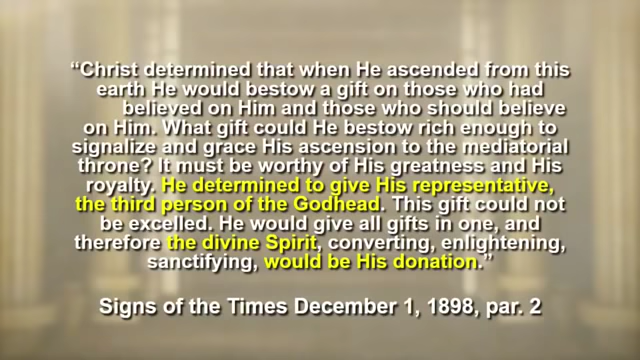 “Christ determined that when He ascended from this
earth He would bestow a gift on those who had
believed on Him and those who should believe
on Him. What gift could He bestow rich enough to
signalize and grace His ascension to the mediatorial
throne? It must be worthy of His greatness and His
royalty. He determined to give His representative,
the third person of the Godhead. This gift could not
be excelled. He would give all gifts in one, and
therefore the divine Spirit, converting, enlightening,
sanctifying, would be His donation.”
Signs of the Times December 1, 1898, par. 2